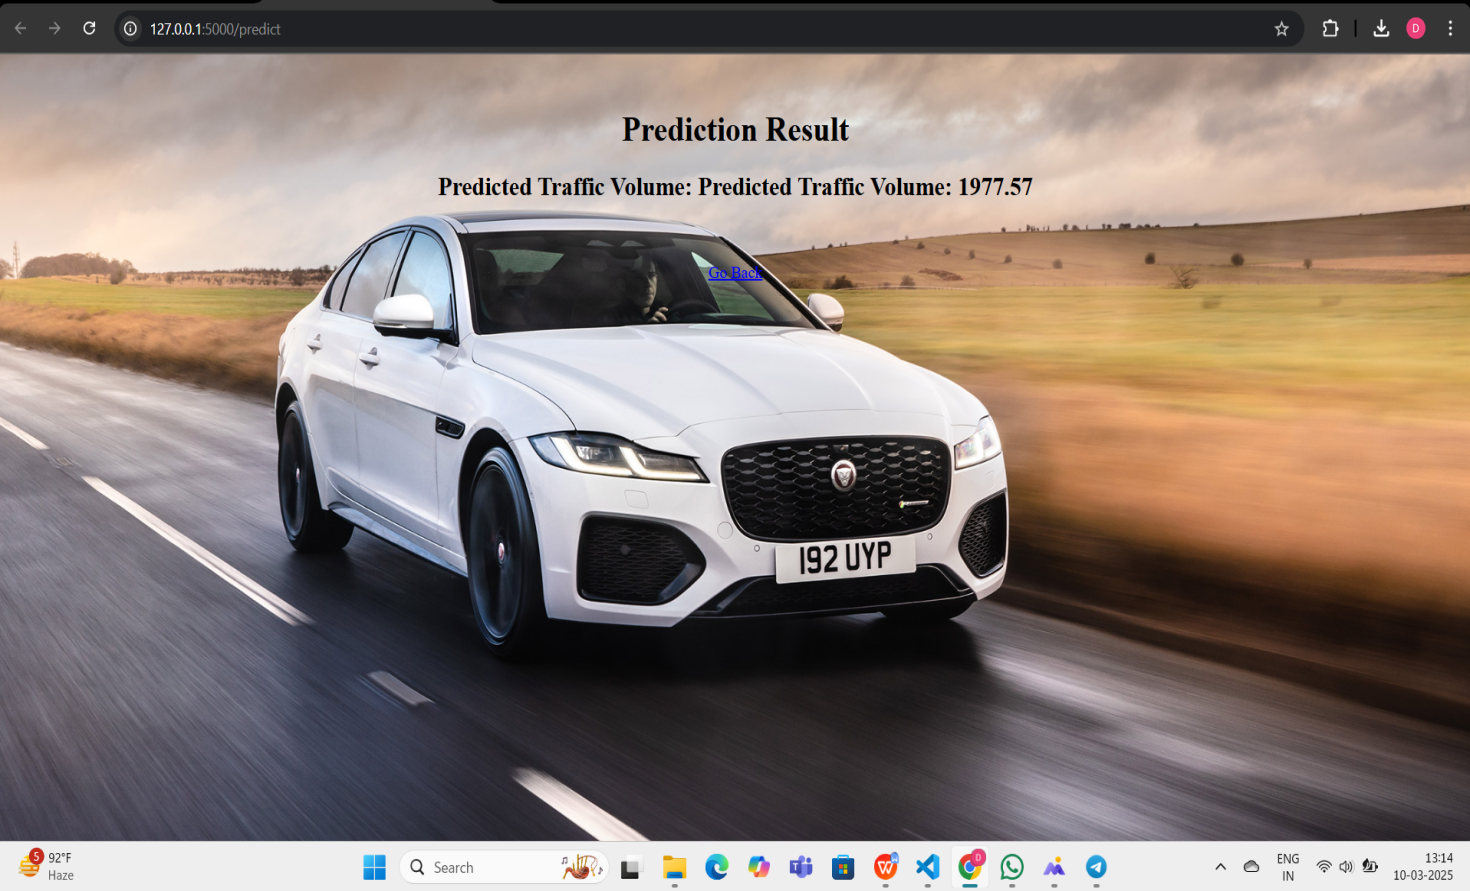 127.0.0.1:5000/predict
D
Prediction Result
Predicted Traffic Volume: Predicted Traffic Volume: 1977.57
Go Back
192 UYP
5
92°F
Haze
Search
D
ENG
IN
13:14
10-03-2025